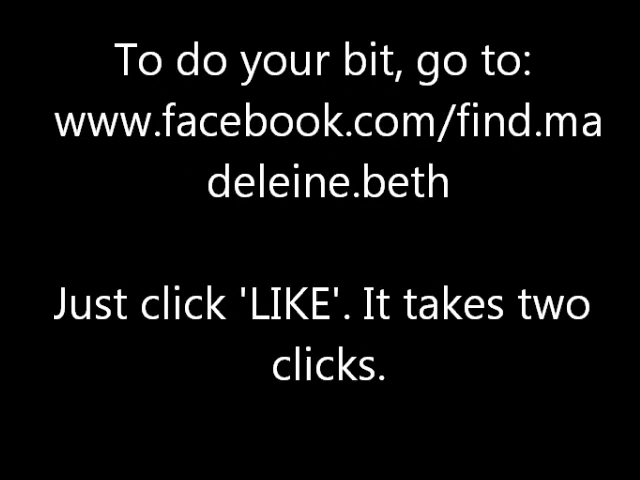 To do your bit, go to:
www.facebook.com/find.ma
deleine.beth
Just click 'LIKE'. It takes two
clicks.